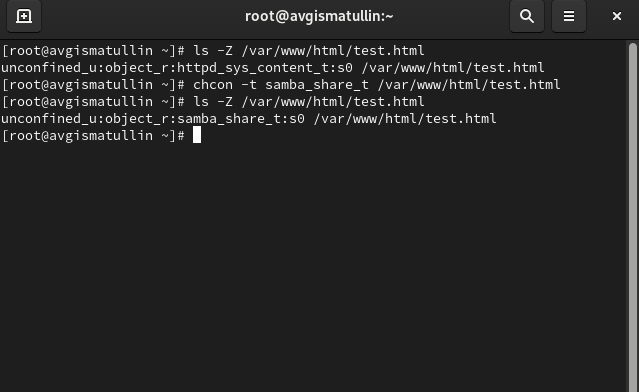 root@avgismatullin:~
[root@avgismatullin ~]# ls -Z /var/www/html/test.html
unconfined_u:object_r:httpd_sys_content_t:s0 /var/www/html/test.html
[root@avgismatullin ~]# chcon -t samba_share_t /var/www/html/test.html
[root@avgismatullin ~]# ls -Z /var/www/html/test.html
unconfined_u:object_r:samba_share_t:s0 /var/www/html/test.html
[root@avgismatullin ~]#